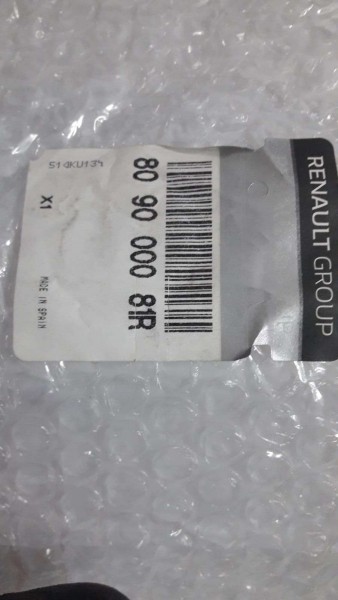 RENAULT GROUP
80 90 000 81R
X1
MADE IN SPAIN